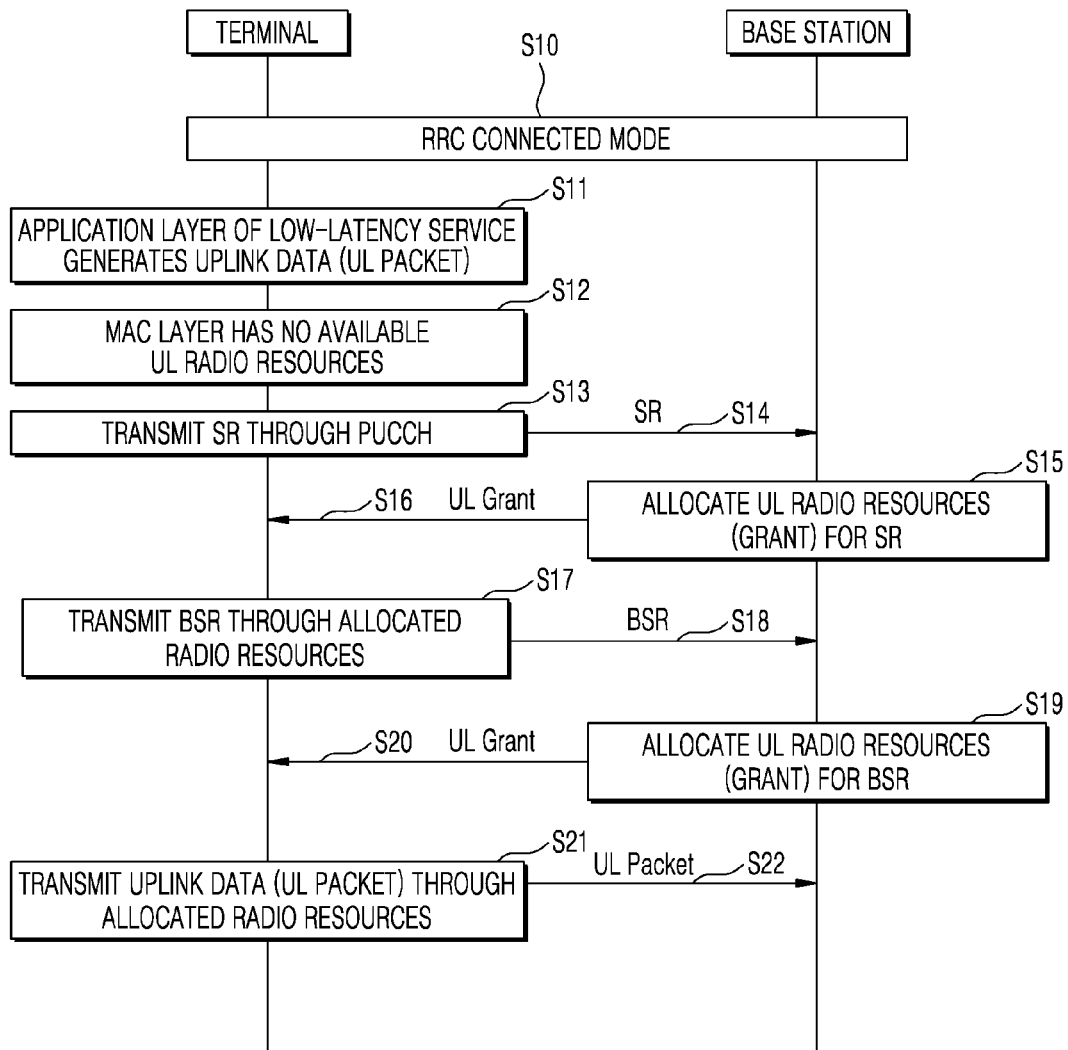 TERMINAL
BASE STATION
S10
RRC CONNECTED MODE
S11
APPLICATION LAYER OF LOW-LATENCY SERVICE
GENERATES UPLINK DATA (UL PACKET)
S12
MAC LAYER HAS NO AVAILABLE
UL RADIO RESOURCES
S13
TRANSMIT SR THROUGH PUCCH
SR
S14
S15
ALLOCATE UL RADIO RESOURCES
(GRANT) FOR SR
S16
UL Grant
S17
TRANSMIT BSR THROUGH ALLOCATED
RADIO RESOURCES
BSR
S18
S19
ALLOCATE UL RADIO RESOURCES
(GRANT) FOR BSR
S20
UL Grant
S21
TRANSMIT UPLINK DATA (UL PACKET) THROUGH
ALLOCATED RADIO RESOURCES
UL Packet
S22